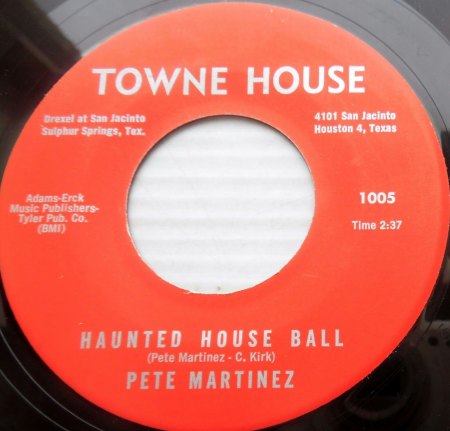 TOWNE HOUSE
Drexel at San Jacinto
Sulphur Springs, Tex.
4101 San Jacinto
Houston 4, Texas
Adams-Erck
Music Publishers-
Tyler Pub. Co.
(BMI)
1005
Time 2:37
HAUNTED HOUSE BALL
(Pete Martinez - C. Kirk)
PETE MARTINEZ